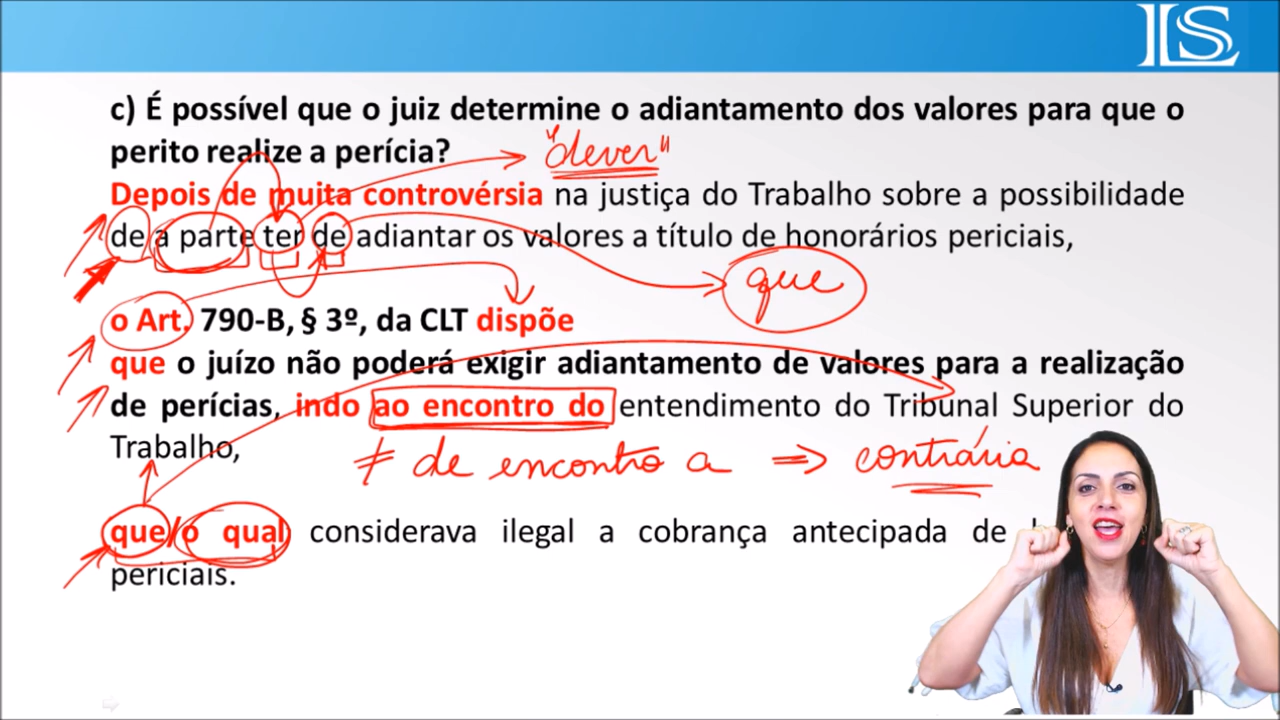 LS
c) É possível que o juiz determine o adiantamento dos valores para que o
perito realize a perícia?
"dever"
Depois de muita controvérsia na justiça do Trabalho sobre a possibilidade
de a parte ter de adiantar os valores a título de honorários periciais,
que
o Art. 790-B, § 3º, da CLT dispõe
que o juízo não poderá exigir adiantamento de valores para a realização
de perícias, indo ao encontro do entendimento do Tribunal Superior do
Trabalho,
≠ de encontro a ⇒ contrária
que/o qual considerava ilegal a cobrança antecipada de
periciais.